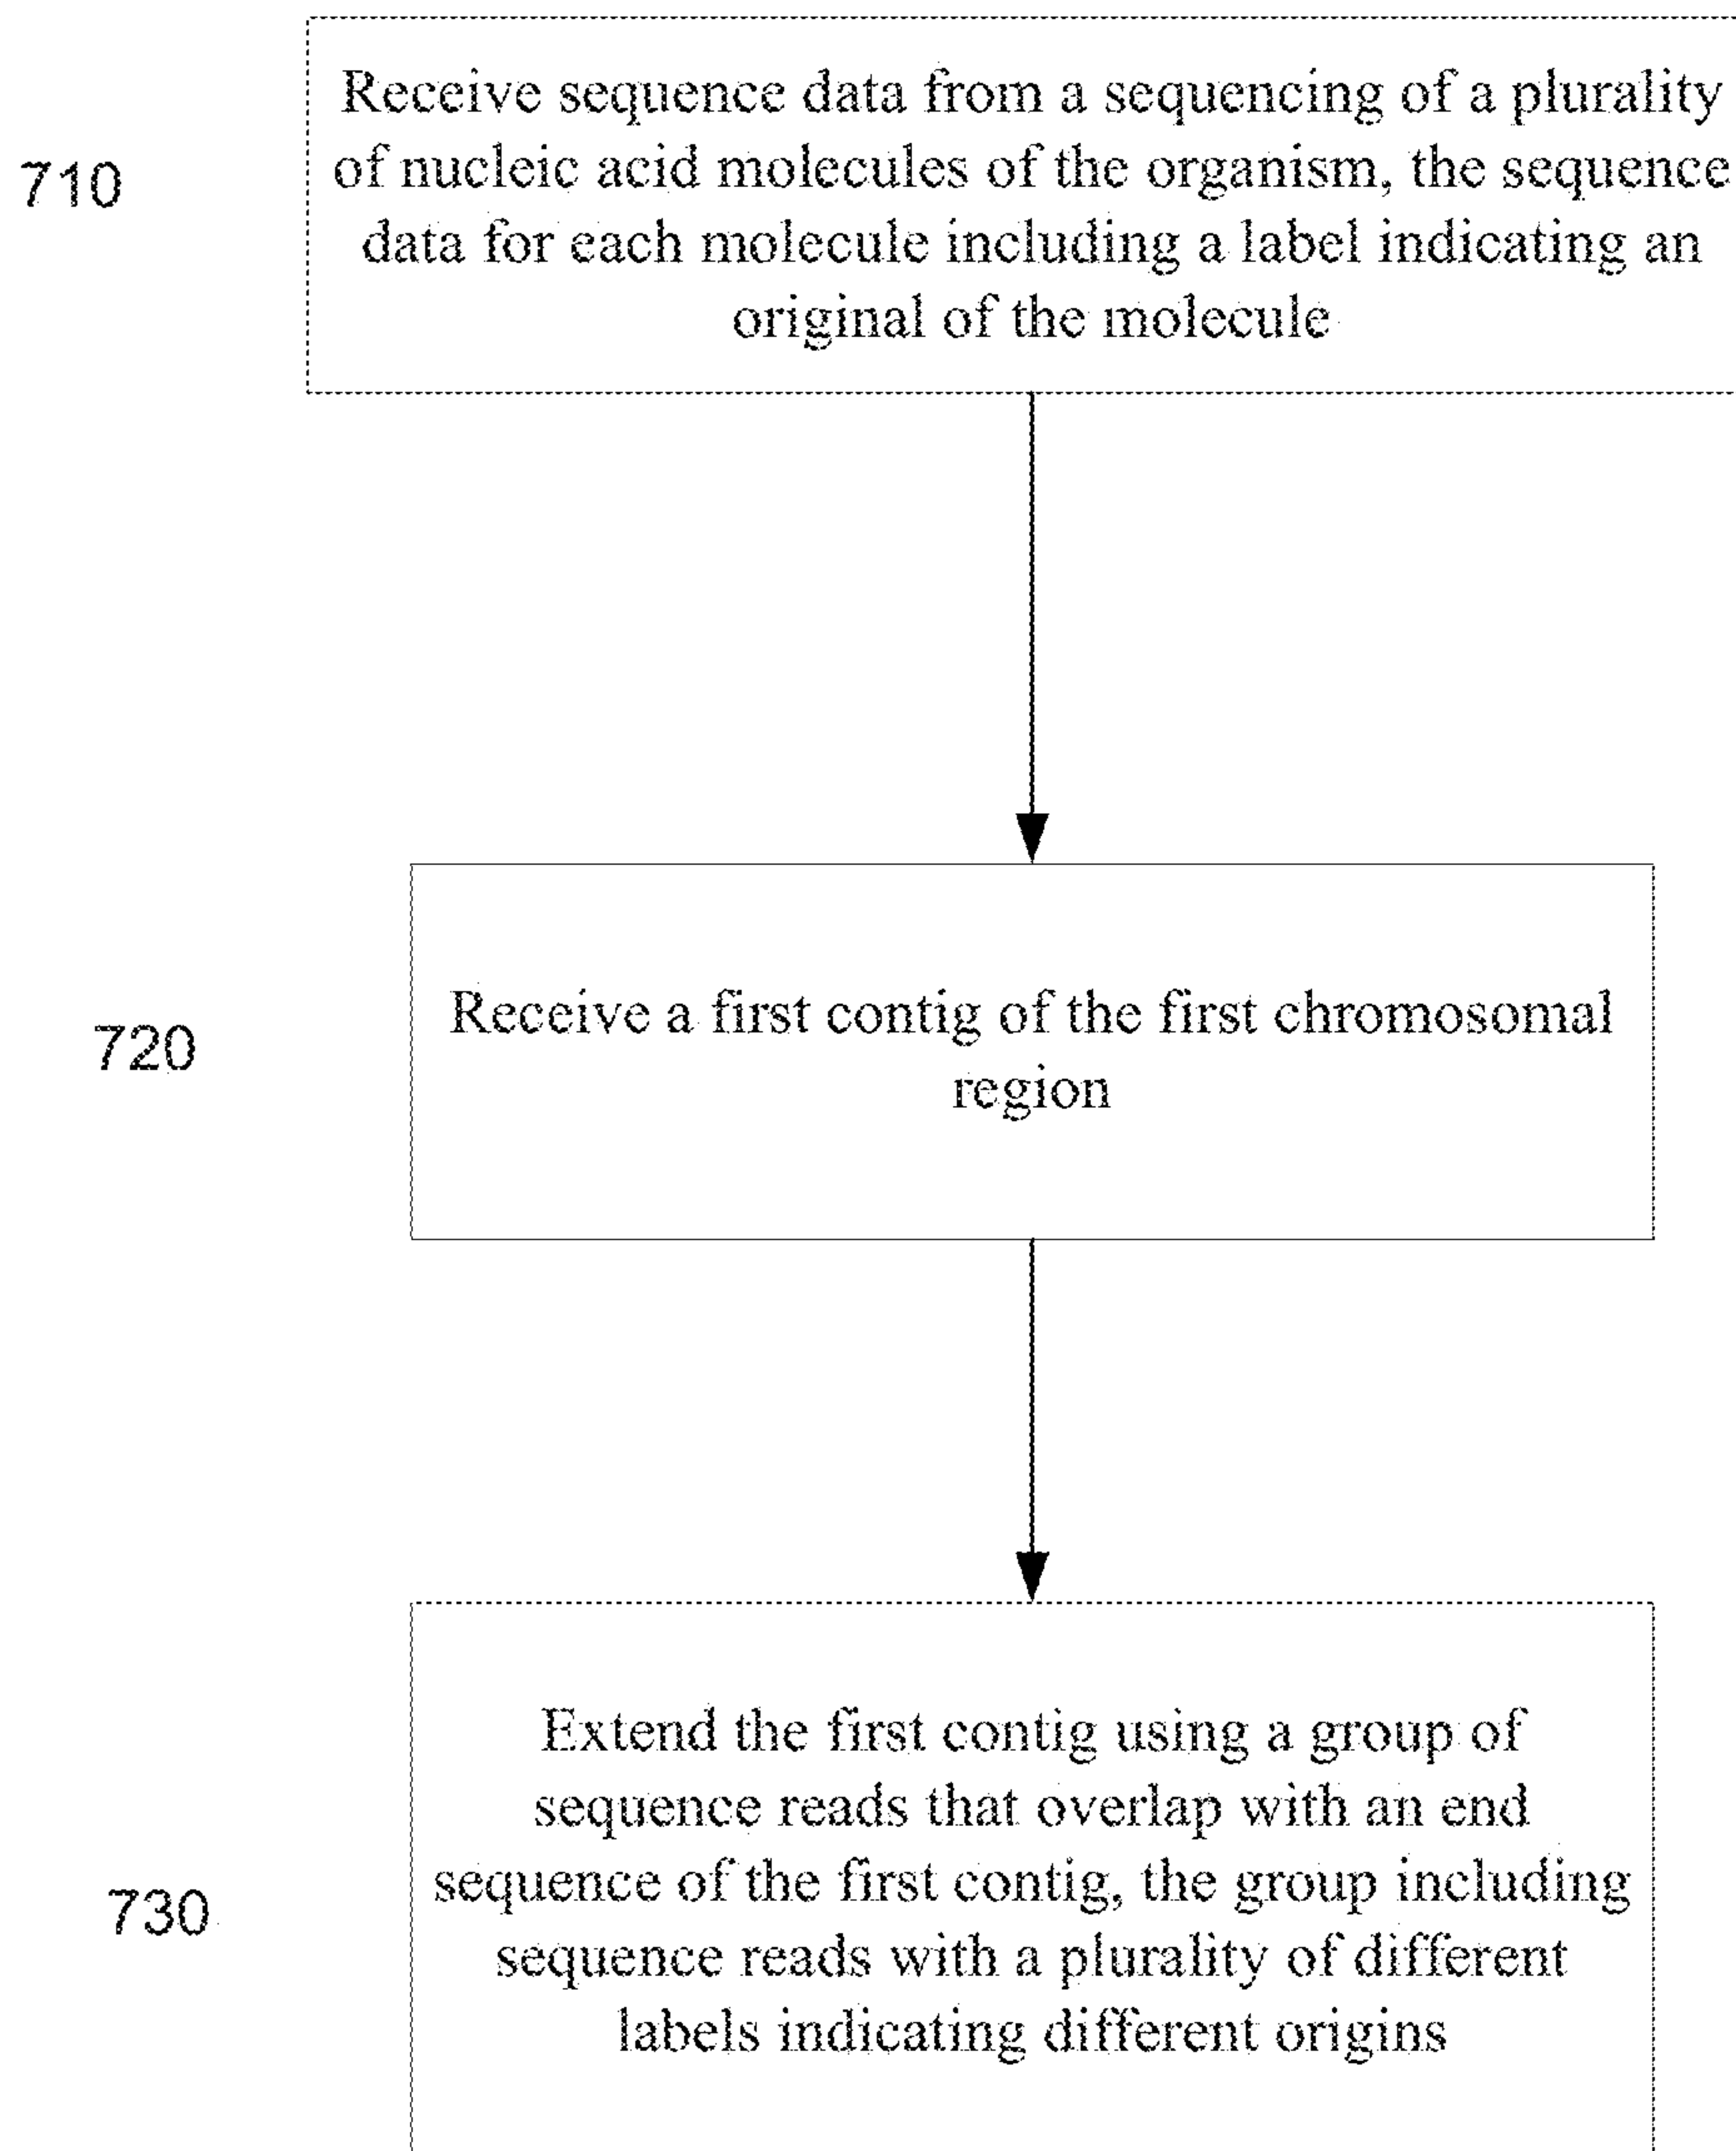 Receive sequence data from a sequencing of a plurality
710
of nucleic acid molecules of the organism, the sequence
data for each molecule including a label indicating an
original of the molecule
Receive a first contig of the first chromosomal
720
region
Extend the first contig using a group of
sequence reads that overlap with an end
sequence of the first contig, the group including
730
sequence reads with a plurality of different
labels indicating different origins